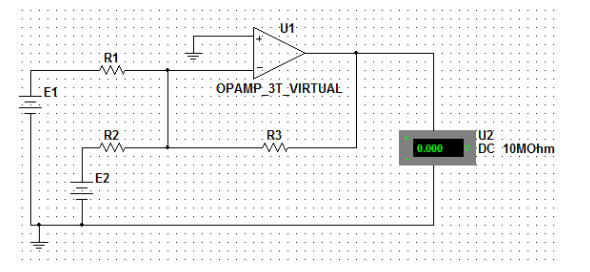 U1
+
R1
−
E1
OPAMP_3T_VIRTUAL
R2
R3
U2
0.000
DC 10MOhm
E2